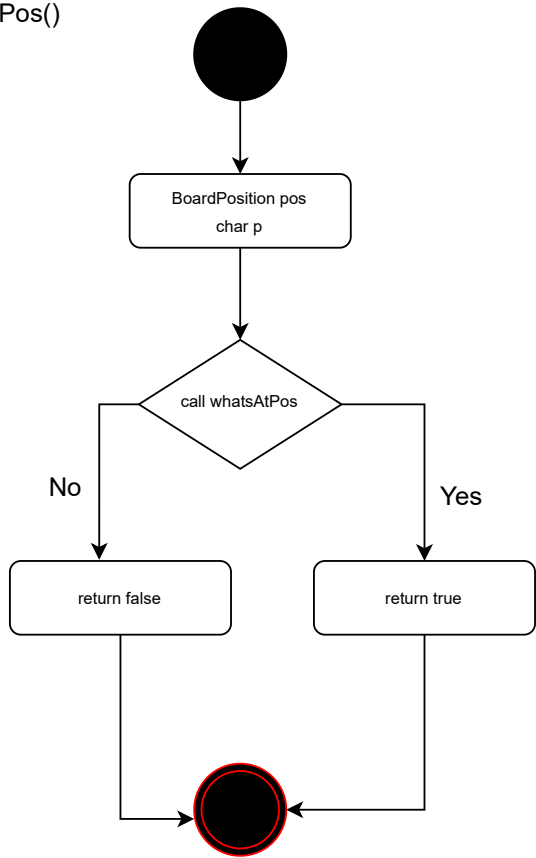 Pos()
BoardPosition pos
char p
call whatsAtPos
No
Yes
return false
return true